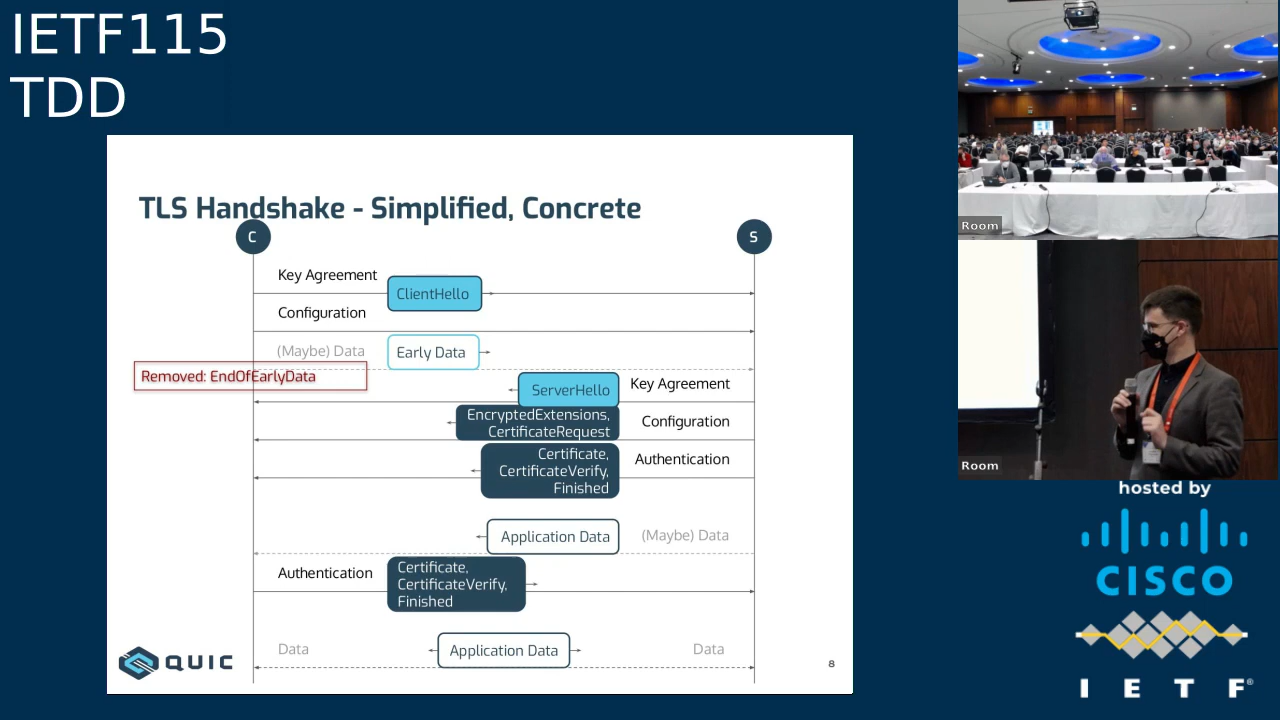 IETF115
TDD
TLS Handshake - Simplified, Concrete
C
S
Key Agreement
ClientHello
Configuration
(Maybe) Data
Early Data
Removed: EndOfEarlyData
ServerHello
Key Agreement
EncryptedExtensions,
CertificateRequest
Configuration
Certificate,
CertificateVerify,
Finished
Authentication
Application Data
(Maybe) Data
Authentication
Certificate,
CertificateVerify,
Finished
Data
Application Data
Data
QUIC
8
Room
Room
hosted by
CISCO
I E T F®